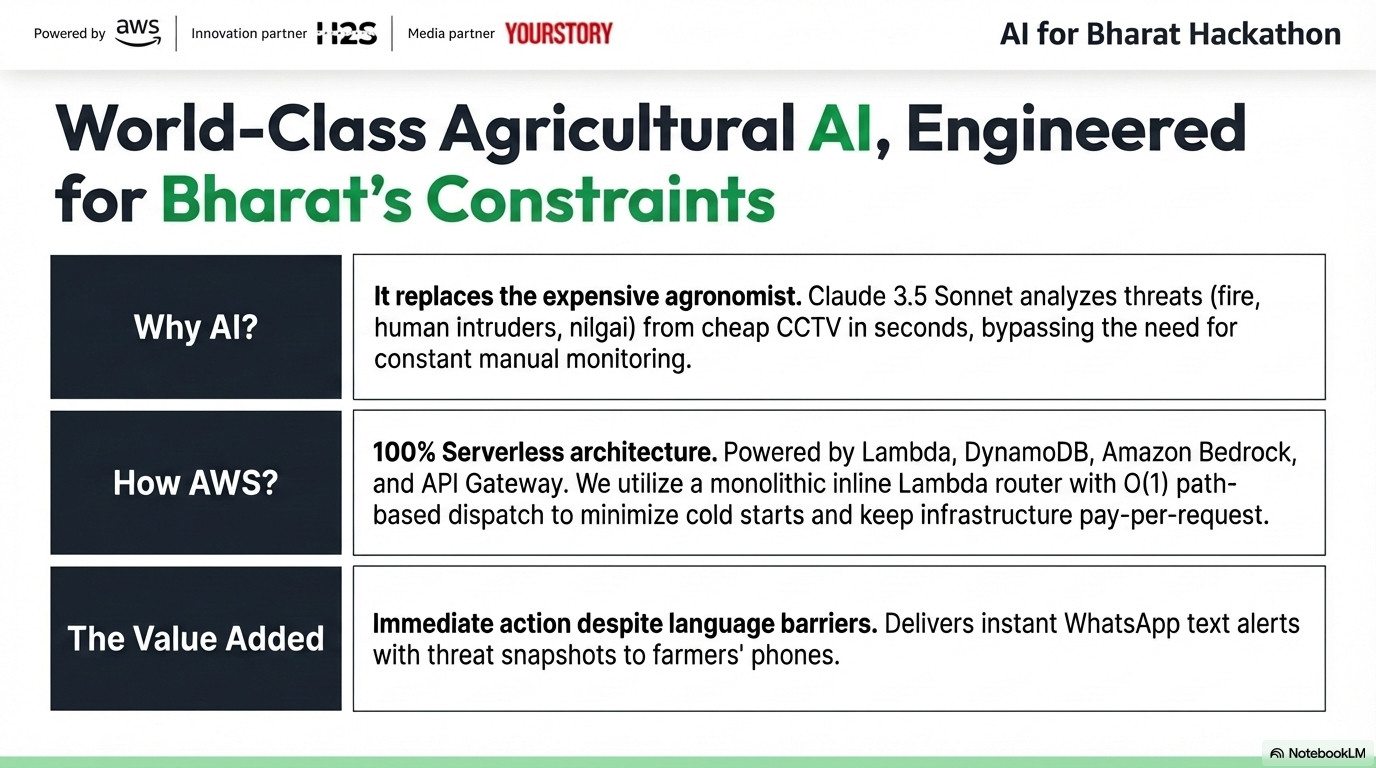 Powered by aws Innovation partner H2S Media partner YOURSTORY AI for Bharat Hackathon
World-Class Agricultural AI, Engineered
for Bharat's Constraints
Why AI?
It replaces the expensive agronomist. Claude 3.5 Sonnet analyzes threats (fire,
human intruders, nilgai) from cheap CCTV in seconds, bypassing the need for
constant manual monitoring.
How AWS?
100% Serverless architecture. Powered by Lambda, DynamoDB, Amazon Bedrock,
and API Gateway. We utilize a monolithic inline Lambda router with O(1) path-
based dispatch to minimize cold starts and keep infrastructure pay-per-request.
The Value Added
Immediate action despite language barriers. Delivers instant WhatsApp text alerts
with threat snapshots to farmers' phones.
NotebookLM